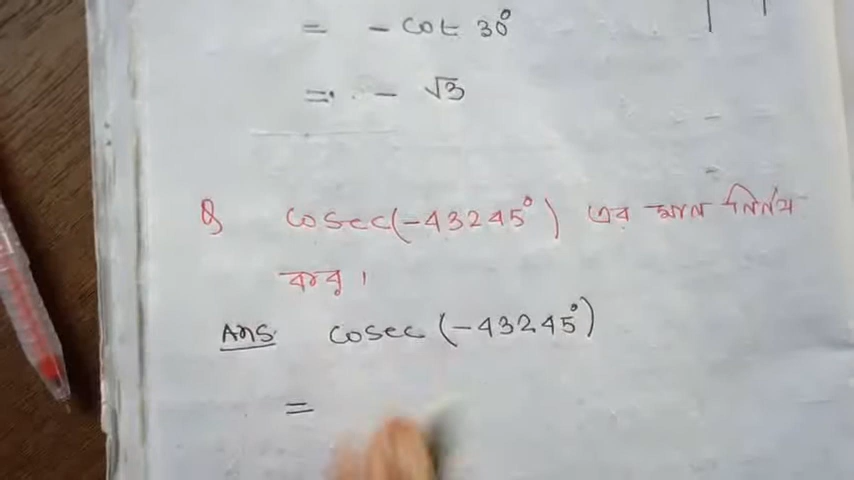 = - cot 30°
= - √3
Q cosec(-43245°) এর মান নির্ণয়
কর ।
Ans cosec (-43245°)
=